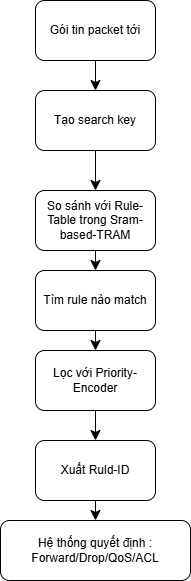 Gói tin packet tới
Tạo search key
So sánh với Rule-
Table trong Sram-
based-TRAM
Tìm rule nào match
Lọc với Priority-
Encoder
Xuất Ruld-ID
Hệ thống quyết định :
Forward/Drop/QoS/ACL